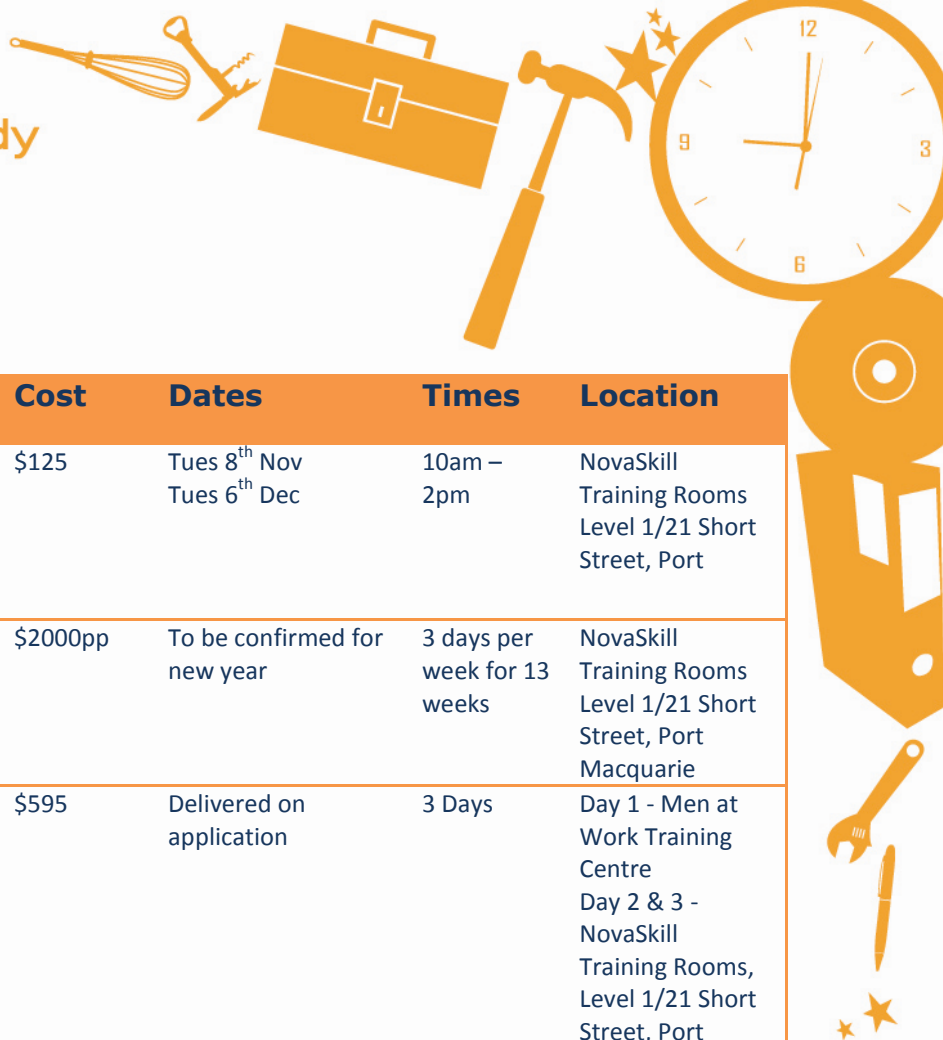 dy
12
9
3
6
Cost Dates Times Location
$125 Tues 8th Nov 10am – NovaSkill
Tues 6th Dec 2pm Training Rooms
Level 1/21 Short
Street, Port
$2000pp To be confirmed for 3 days per NovaSkill
new year week for 13 Training Rooms
weeks Level 1/21 Short
Street, Port
Macquarie
$595 Delivered on 3 Days Day 1 - Men at
application Work Training
Centre
Day 2 & 3 -
NovaSkill
Training Rooms,
Level 1/21 Short
Street, Port